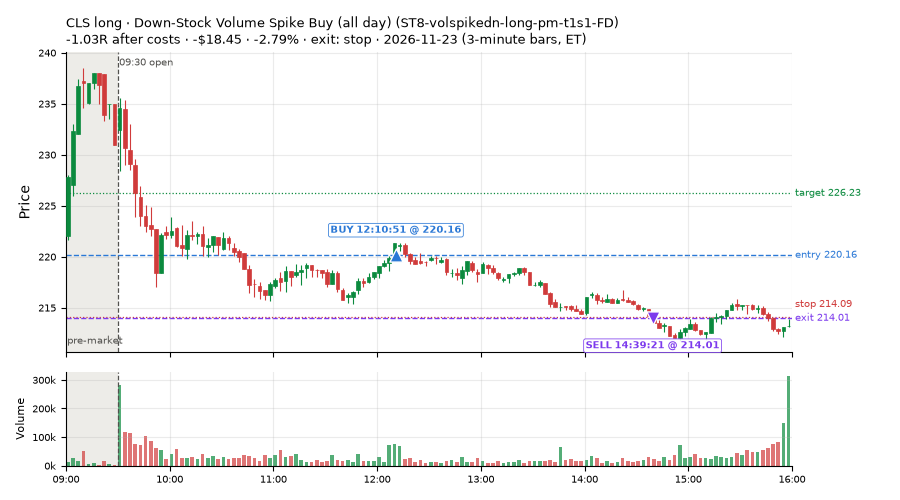 CLS long · Down-Stock Volume Spike Buy (all day) (ST8-volspikedn-long-pm-t1s1-FD)
-1.03R after costs · -$18.45 · -2.79% · exit: stop · 2026-11-23 (3-minute bars, ET)
240
235
230
225
220
215
Price
09:30 open
pre-market
BUY 12:10:51 @ 220.16
SELL 14:39:21 @ 214.01
target 226.23
entry 220.16
stop 214.09
exit 214.01
300k
200k
100k
0k
Volume
09:00
10:00
11:00
12:00
13:00
14:00
15:00
16:00